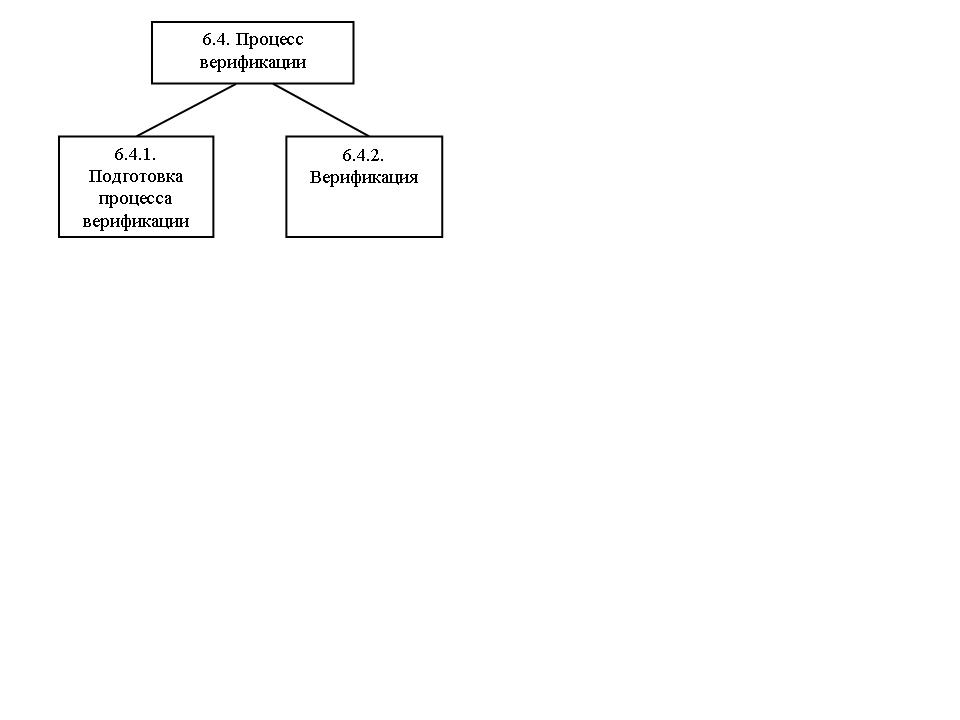 6.4. Процесс
верификации
6.4.1.
Подготовка
процесса
верификации
6.4.2.
Верификация